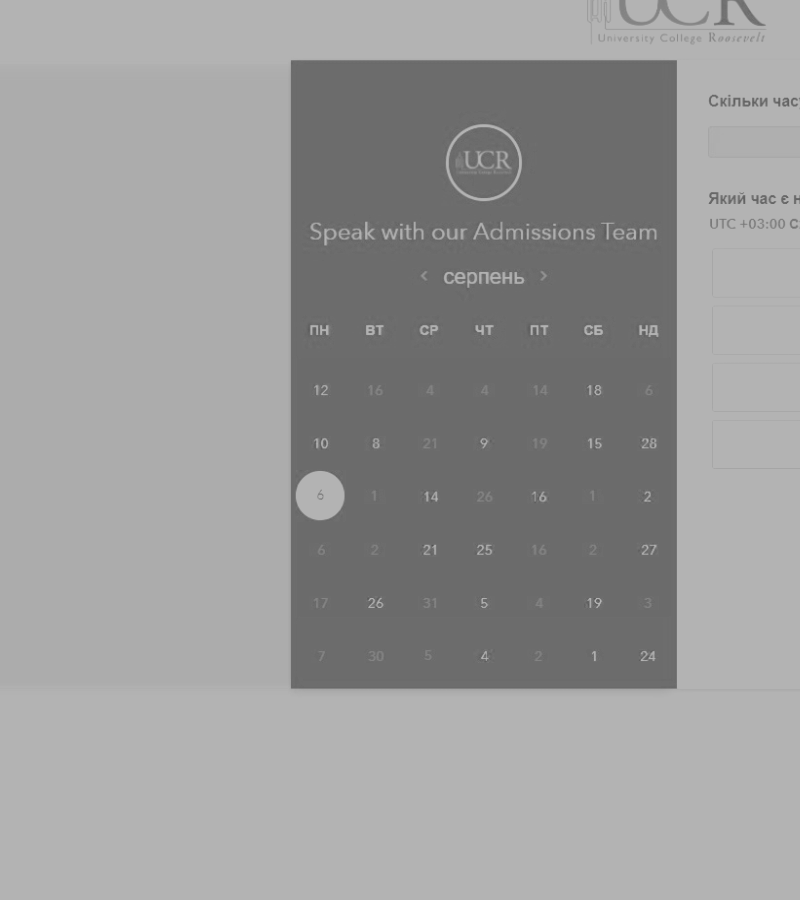 UCR
University College Roosevelt
UCR
Speak with our Admissions Team
‹ серпень ›
ПН ВТ СР ЧТ ПТ СБ НД
12 16 4 4 14 18 6
10 8 21 9 19 15 28
6 1 14 26 16 1 2
6 2 21 25 16 2 27
17 26 31 5 4 19 3
7 30 5 4 2 1 24
Скільки час
Який час є н
UTC +03:00 С